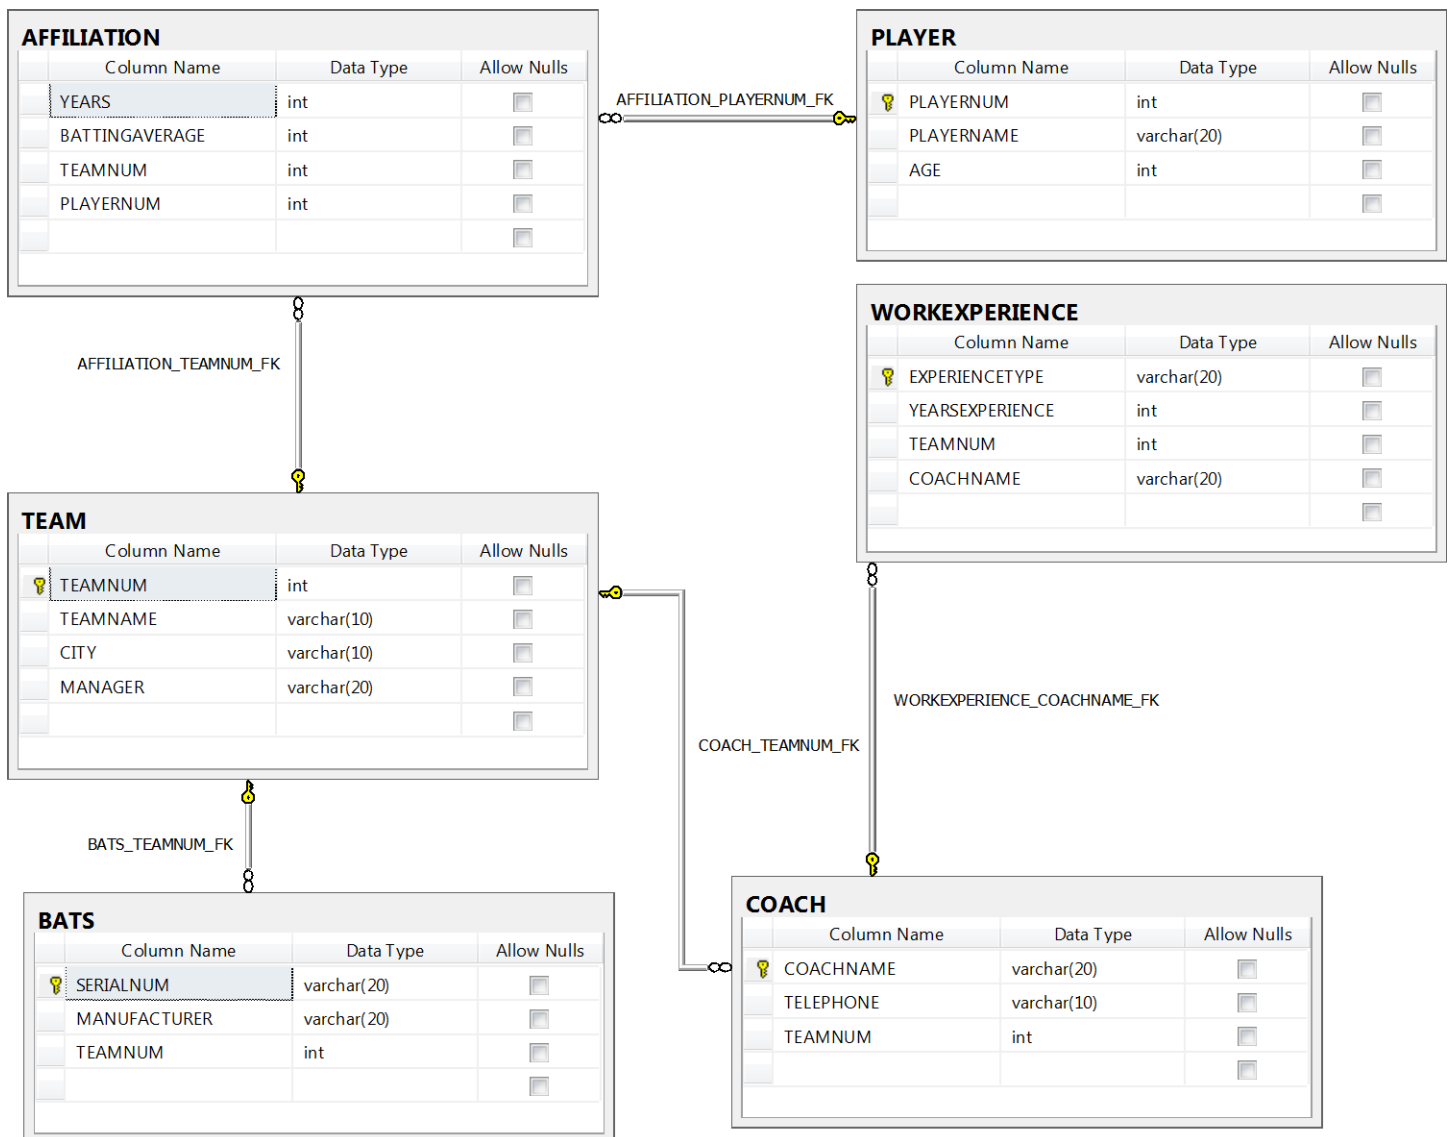 AFFILIATION
Column Name Data Type Allow Nulls
YEARS int
BATTINGAVERAGE int
TEAMNUM int
PLAYERNUM int
AFFILIATION_PLAYERNUM_FK
PLAYER
Column Name Data Type Allow Nulls
PLAYERNUM int
PLAYERNAME varchar(20)
AGE int
WORKEXPERIENCE
Column Name Data Type Allow Nulls
EXPERIENCETYPE varchar(20)
YEARSEXPERIENCE int
TEAMNUM int
COACHNAME varchar(20)
AFFILIATION_TEAMNUM_FK
TEAM
Column Name Data Type Allow Nulls
TEAMNUM int
TEAMNAME varchar(10)
CITY varchar(10)
MANAGER varchar(20)
WORKEXPERIENCE_COACHNAME_FK
COACH_TEAMNUM_FK
BATS_TEAMNUM_FK
BATS
Column Name Data Type Allow Nulls
SERIALNUM varchar(20)
MANUFACTURER varchar(20)
TEAMNUM int
COACH
Column Name Data Type Allow Nulls
COACHNAME varchar(20)
TELEPHONE varchar(10)
TEAMNUM int